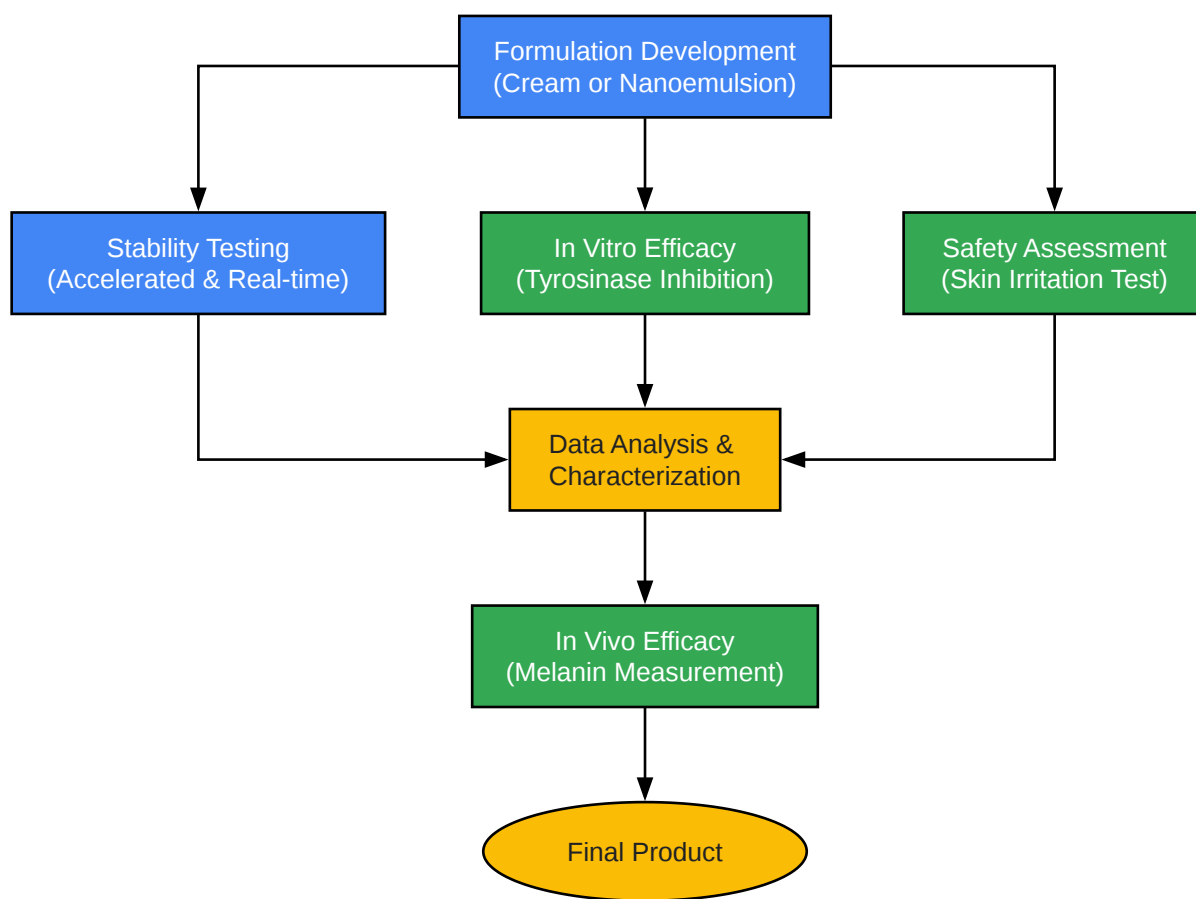 Formulation Development
(Cream or Nanoemulsion)
Stability Testing
(Accelerated & Real-time)
In Vitro Efficacy
(Tyrosinase Inhibition)
Safety Assessment
(Skin Irritation Test)
Data Analysis &
Characterization
In Vivo Efficacy
(Melanin Measurement)
Final Product